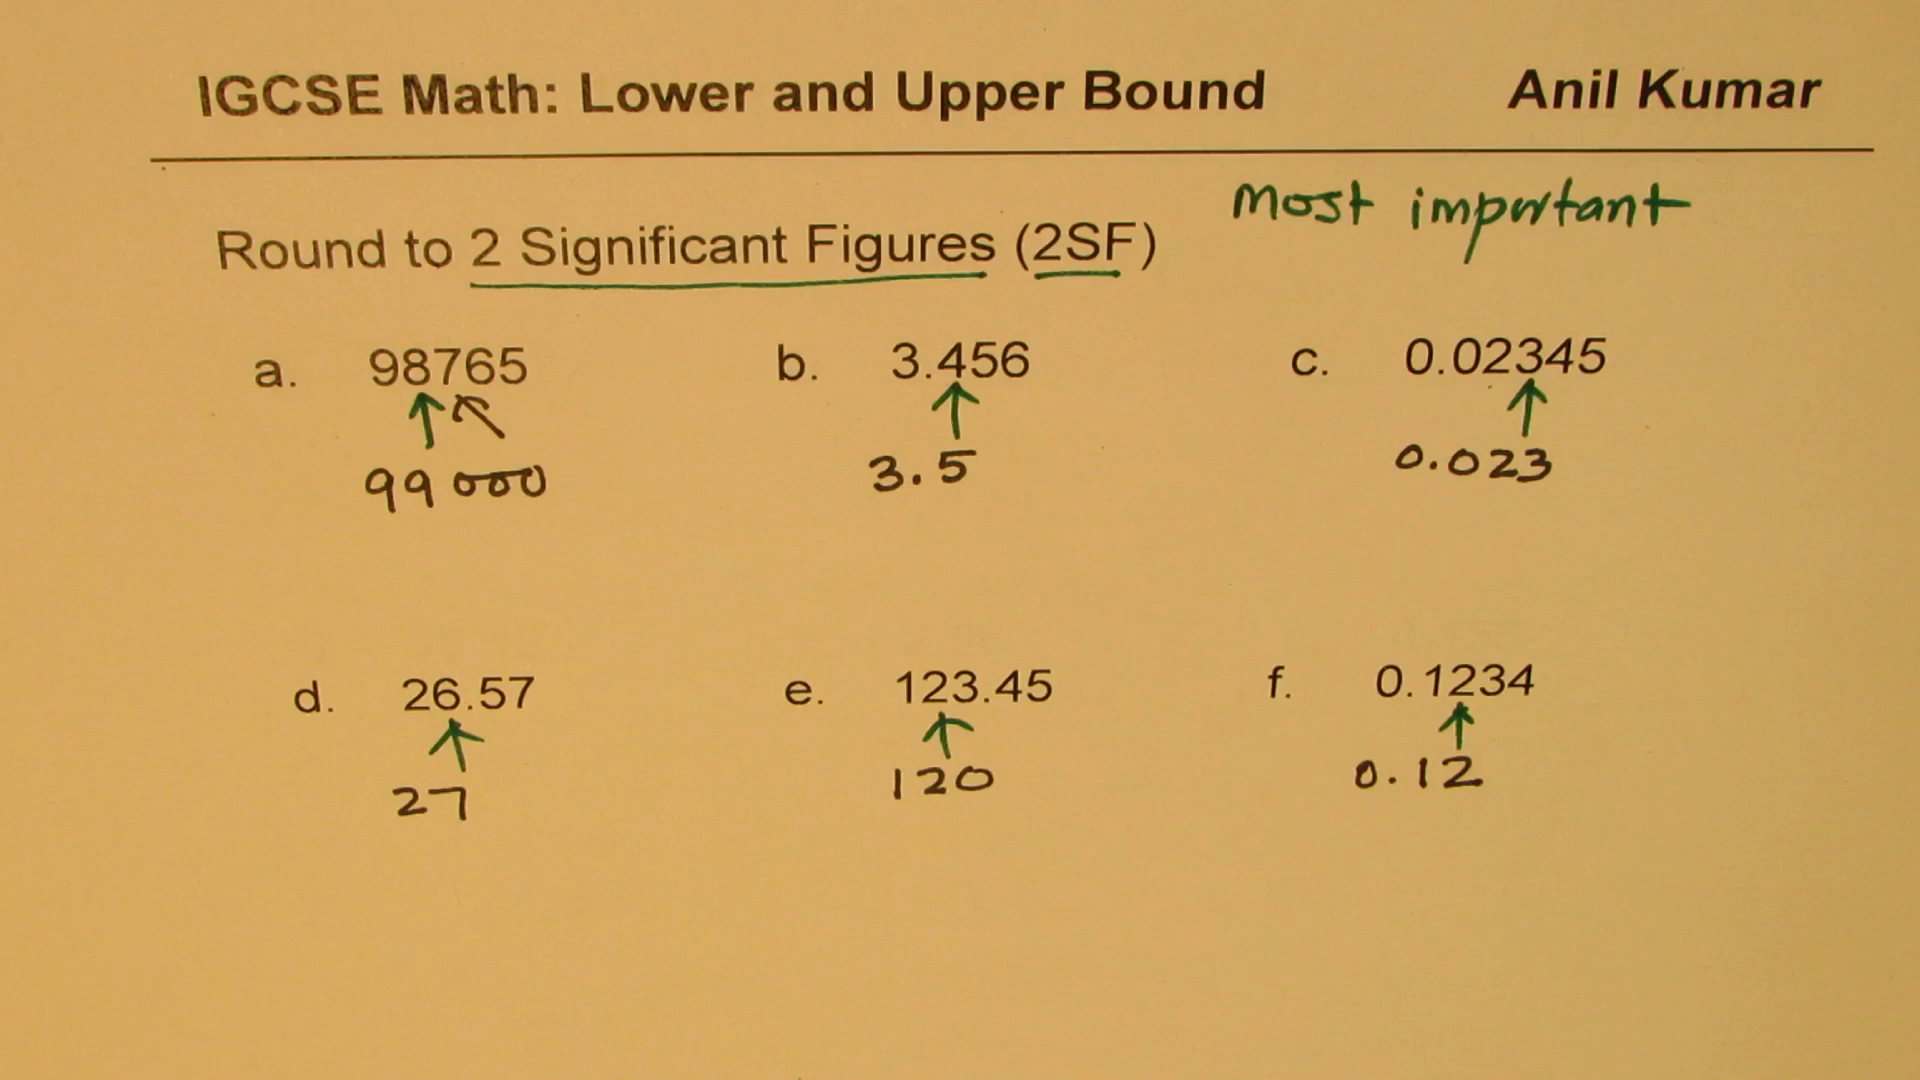 IGCSE Math: Lower and Upper Bound Anil Kumar
most important
Round to 2 Significant Figures (2SF)
a. 98765 b. 3.456 c. 0.02345
99000 3.5 0.023
d. 26.57 e. 123.45 f. 0.1234
27 120 0.12